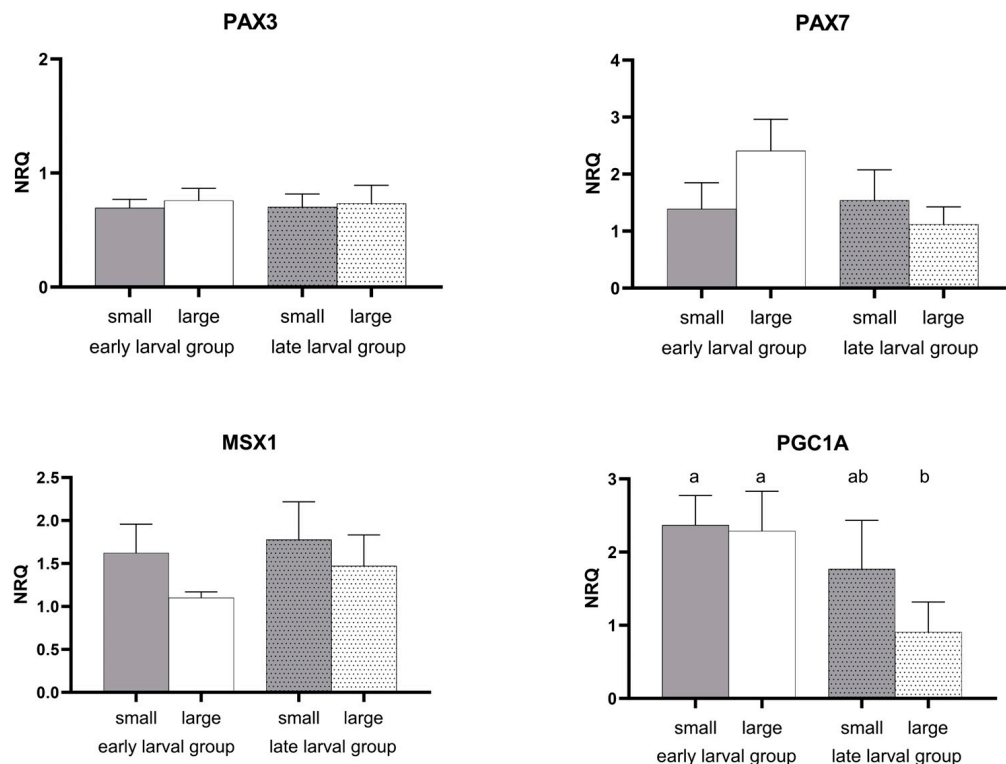 PAX3
NRQ
2
1
0
small large small large
early larval group late larval group
PAX7
NRQ
4
3
2
1
0
small large small large
early larval group late larval group
MSX1
NRQ
2.5
2.0
1.5
1.0
0.5
0.0
small large small large
early larval group late larval group
PGC1A
a a ab b
NRQ
3
2
1
0
small large small large
early larval group late larval group